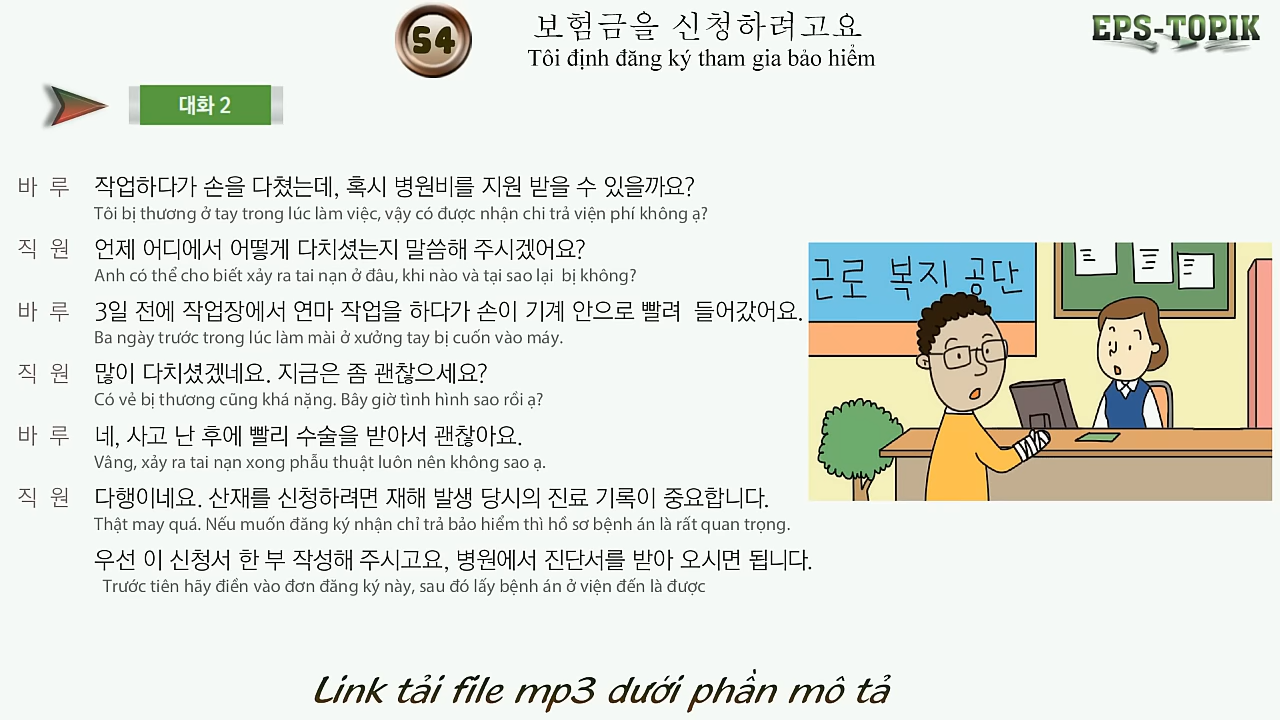 54
보험금을 신청하려고요
Tôi định đăng ký tham gia bảo hiểm
EPS-TOPIK
대화 2
바 루 작업하다가 손을 다쳤는데, 혹시 병원비를 지원 받을 수 있을까요?
Tôi bị thương ở tay trong lúc làm việc, vậy có được nhận chi trả viện phí không ạ?
직 원 언제 어디에서 어떻게 다치셨는지 말씀해 주시겠어요?
Anh có thể cho biết xảy ra tai nạn ở đâu, khi nào và tại sao lại bị không?
바 루 3일 전에 작업장에서 연마 작업을 하다가 손이 기계 안으로 빨려 들어갔어요.
Ba ngày trước trong lúc làm mài ở xưởng tay bị cuốn vào máy.
직 원 많이 다치셨겠네요. 지금은 좀 괜찮으세요?
Có vẻ bị thương cũng khá nặng. Bây giờ tình hình sao rồi ạ?
바 루 네, 사고 난 후에 빨리 수술을 받아서 괜찮아요.
Vâng, xảy ra tai nạn xong phẫu thuật luôn nên không sao ạ.
직 원 다행이네요. 산재를 신청하려면 재해 발생 당시의 진료 기록이 중요합니다.
Thật may quá. Nếu muốn đăng ký nhận chỉ trả bảo hiểm thì hồ sơ bệnh án là rất quan trọng.
우선 이 신청서 한 부 작성해 주시고요, 병원에서 진단서를 받아 오시면 됩니다.
Trước tiên hãy điền vào đơn đăng ký này, sau đó lấy bệnh án ở viện đến là được
근로 복지 공단
Link tải file mp3 dưới phần mô tả